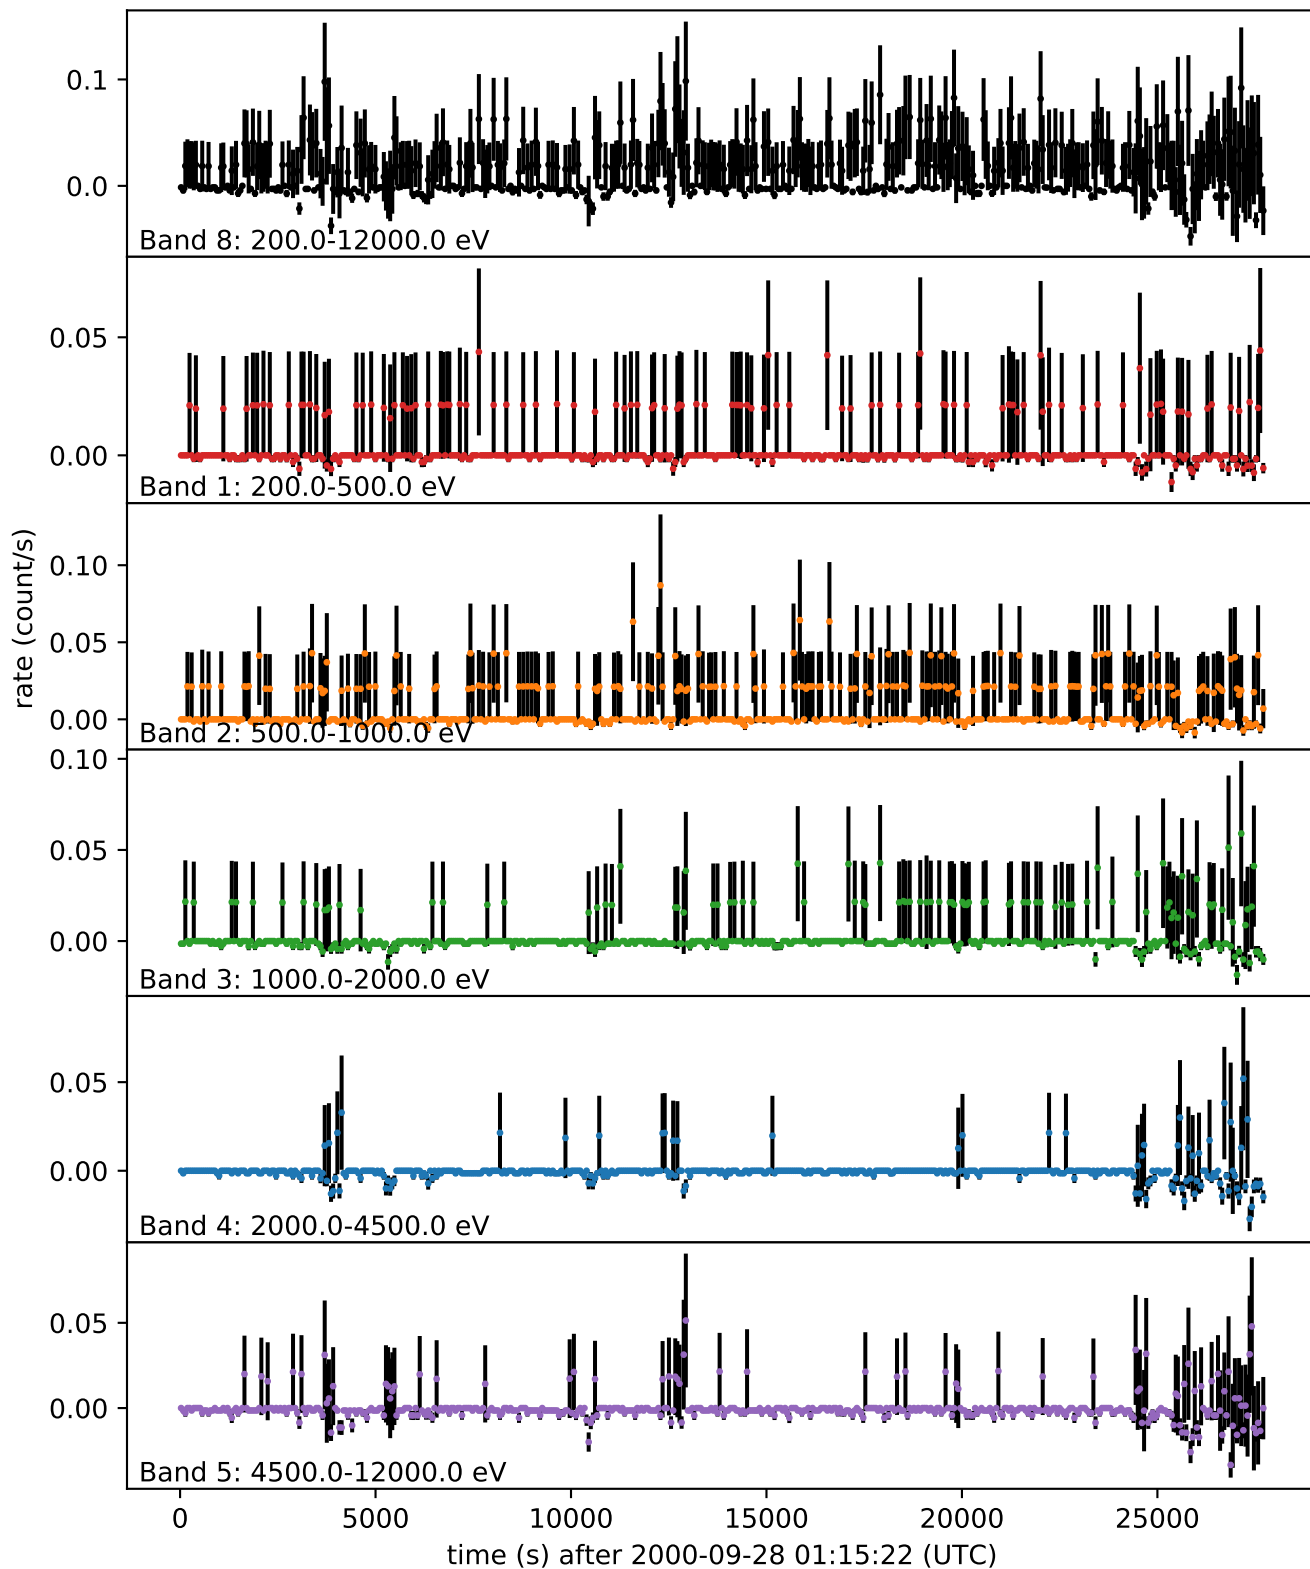 0.1
0.0
Band 8: 200.0-12000.0 eV
0.05
0.00
Band 1: 200.0-500.0 eV
rate (count/s)
0.10
0.05
0.00
Band 2: 500.0-1000.0 eV
0.10
0.05
0.00
Band 3: 1000.0-2000.0 eV
0.05
0.00
Band 4: 2000.0-4500.0 eV
0.05
0.00
Band 5: 4500.0-12000.0 eV
0 5000 10000 15000 20000 25000
time (s) after 2000-09-28 01:15:22 (UTC)